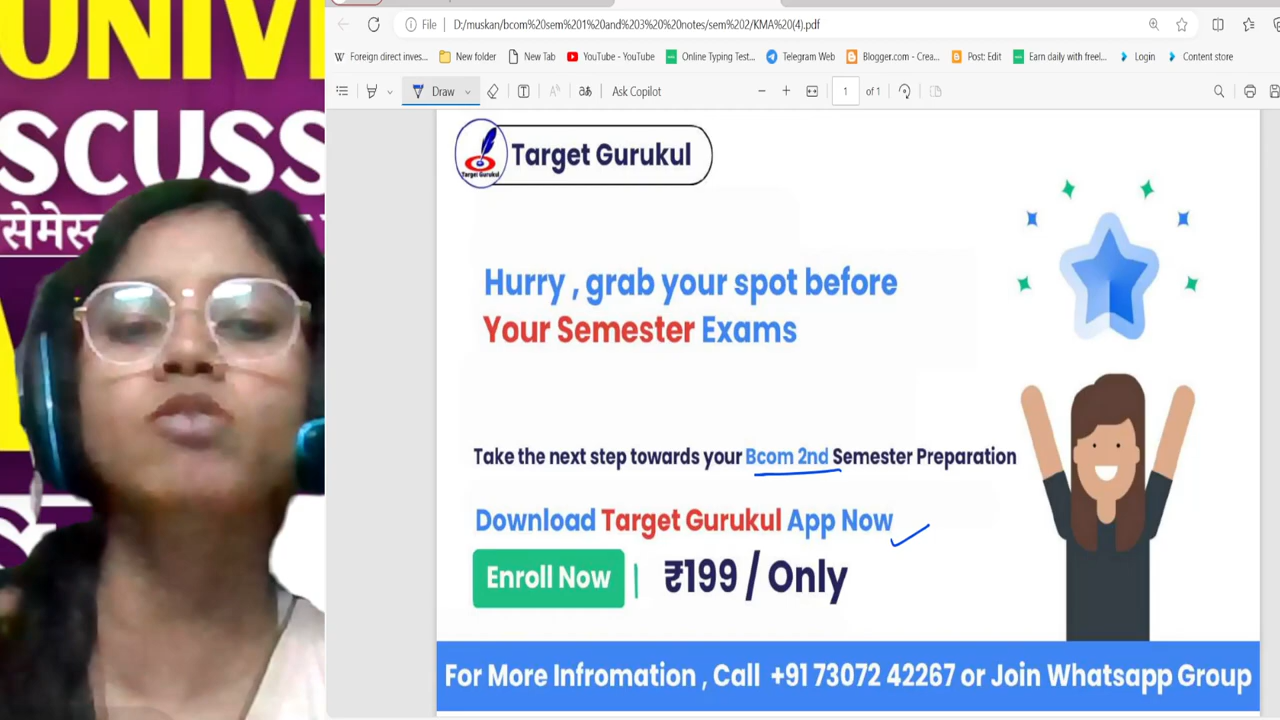 UNIV
SCUSS
सेमेस्
File
D:/muskan/bcom%20sem%201%20and%203%20%20notes/sem%202/KMA%20(4).pdf
Foreign direct inves...
New folder
New Tab
YouTube - YouTube
Online Typing Test...
Telegram Web
Blogger.com - Crea...
Post: Edit
Earn daily with freel...
Login
Content store
Draw
Ask Copilot
1 of 1
Target Gurukul
Target Gurukul
Hurry , grab your spot before
Your Semester Exams
Take the next step towards your Bcom 2nd Semester Preparation
Download Target Gurukul App Now
Enroll Now | ₹199 / Only
For More Infromation , Call +91 73072 42267 or Join Whatsapp Group